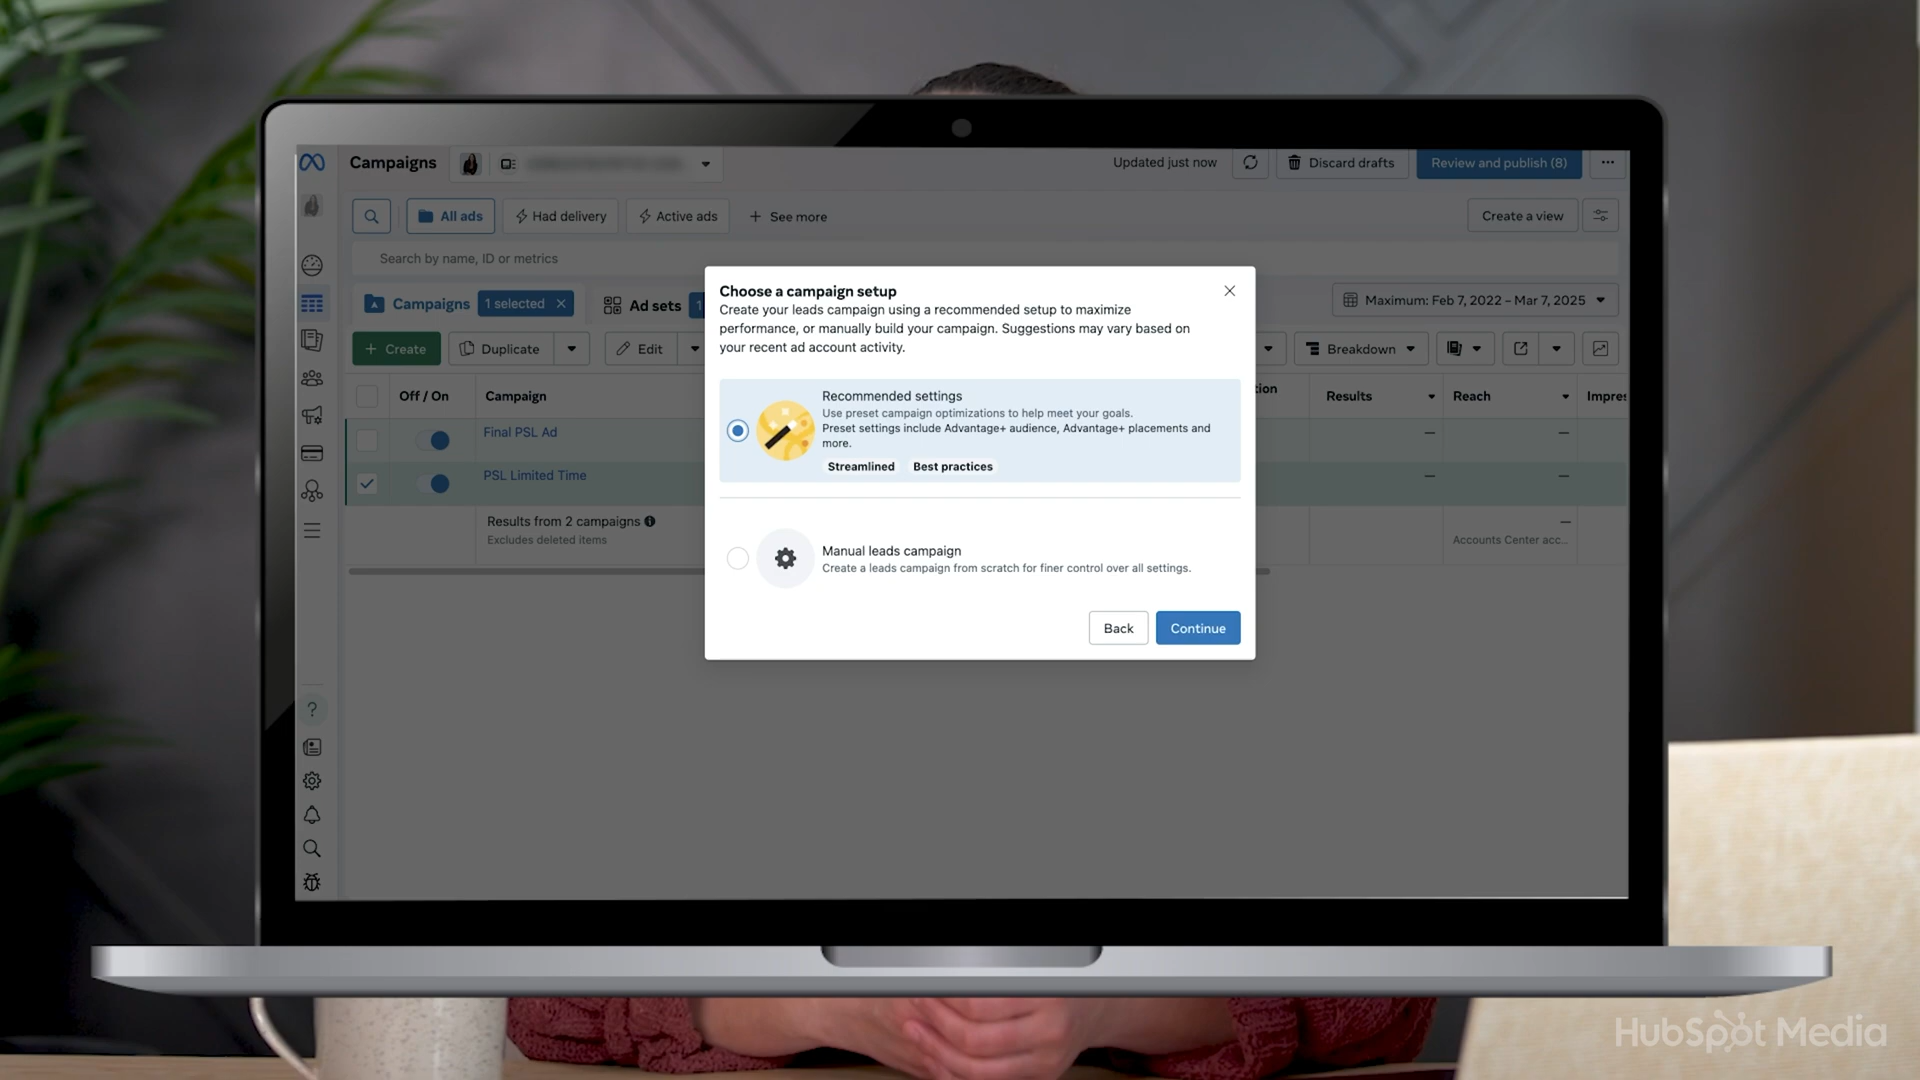 Campaigns
Updated just now
Discard drafts
Review and publish (8)
All ads
Had delivery
Active ads
+ See more
Create a view
Search by name, ID or metrics
Campaigns
1 selected
Ad sets
1
Maximum: Feb 7, 2022 – Mar 7, 2025
+ Create
Duplicate
Edit
Breakdown
Off / On
Campaign
Results
Reach
Final PSL Ad
—
—
PSL Limited Time
—
—
Results from 2 campaigns
—
Excludes deleted items
Accounts Center acc...
Choose a campaign setup
Create your leads campaign using a recommended setup to maximize
performance, or manually build your campaign. Suggestions may vary based on
your recent ad account activity.
Recommended settings
Use preset campaign optimizations to help meet your goals.
Preset settings include Advantage+ audience, Advantage+ placements and
more.
Streamlined
Best practices
Manual leads campaign
Create a leads campaign from scratch for finer control over all settings.
Back
Continue
HubSpot Media